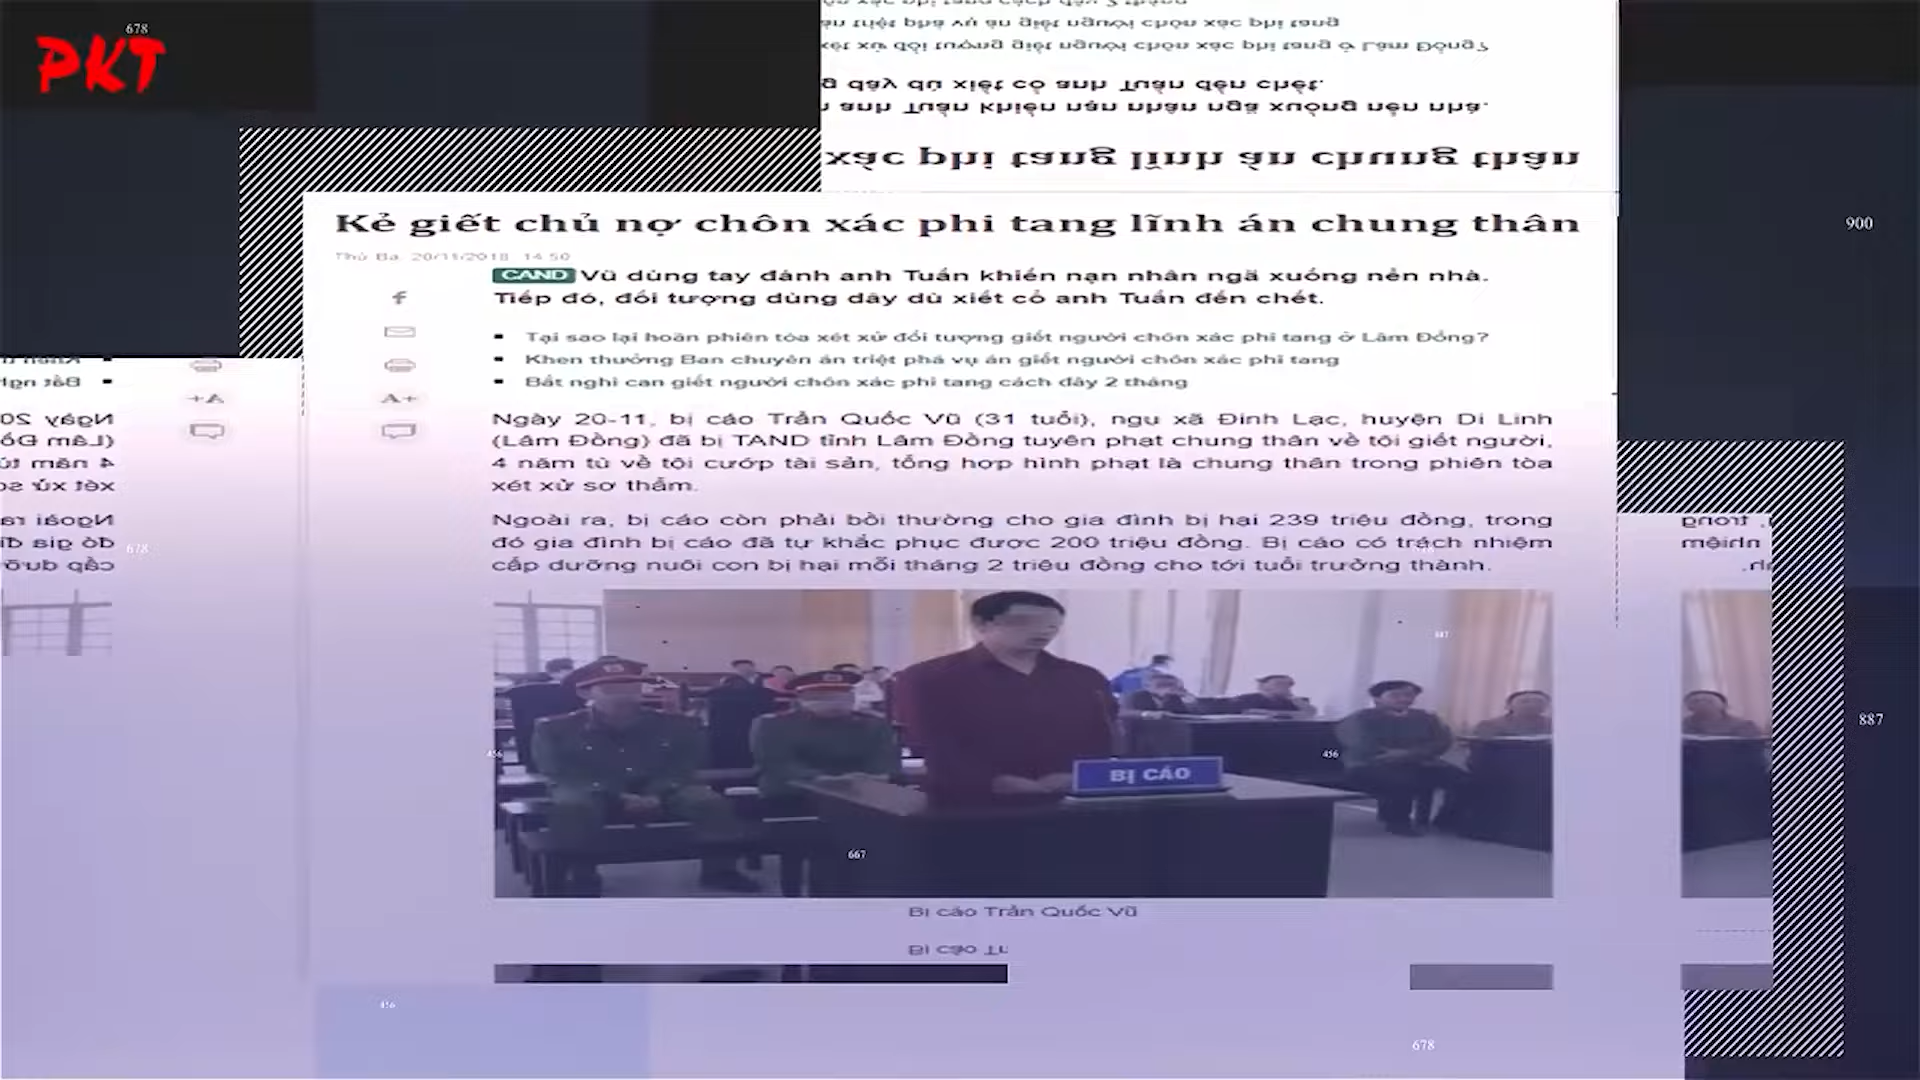 PKT
678
900
Kẻ giết chủ nợ chôn xác phi tang lĩnh án chung thân
Thứ Ba, 20/11/2018, 14:50
CAND Vũ dùng tay đánh anh Tuấn khiến nạn nhân ngã xuống nền nhà.
Tiếp đó, đối tượng dùng dây dù xiết cổ anh Tuấn đến chết.
Tại sao lại hoãn phiên tòa xét xử đối tượng giết người chôn xác phi tang ở Lâm Đồng?
Khen thưởng Ban chuyên án triệt phá vụ án giết người chôn xác phi tang
Bắt nghi can giết người chôn xác phi tang cách đây 2 tháng
A+
Ngày 20-11, bị cáo Trần Quốc Vũ (31 tuổi), ngụ xã Đinh Lạc, huyện Di Linh
(Lâm Đồng) đã bị TAND tỉnh Lâm Đồng tuyên phạt chung thân về tội giết người,
4 năm tù về tội cướp tài sản, tổng hợp hình phạt là chung thân trong phiên tòa
xét xử sơ thẩm.
Ngoài ra, bị cáo còn phải bồi thường cho gia đình bị hại 239 triệu đồng, trong
đó gia đình bị cáo đã tự khắc phục được 200 triệu đồng. Bị cáo có trách nhiệm
cấp dưỡng nuôi con bị hại mỗi tháng 2 triệu đồng cho tới tuổi trưởng thành.
678
887
887
456
456
BỊ CÁO
667
Bị cáo Trần Quốc Vũ
456
678